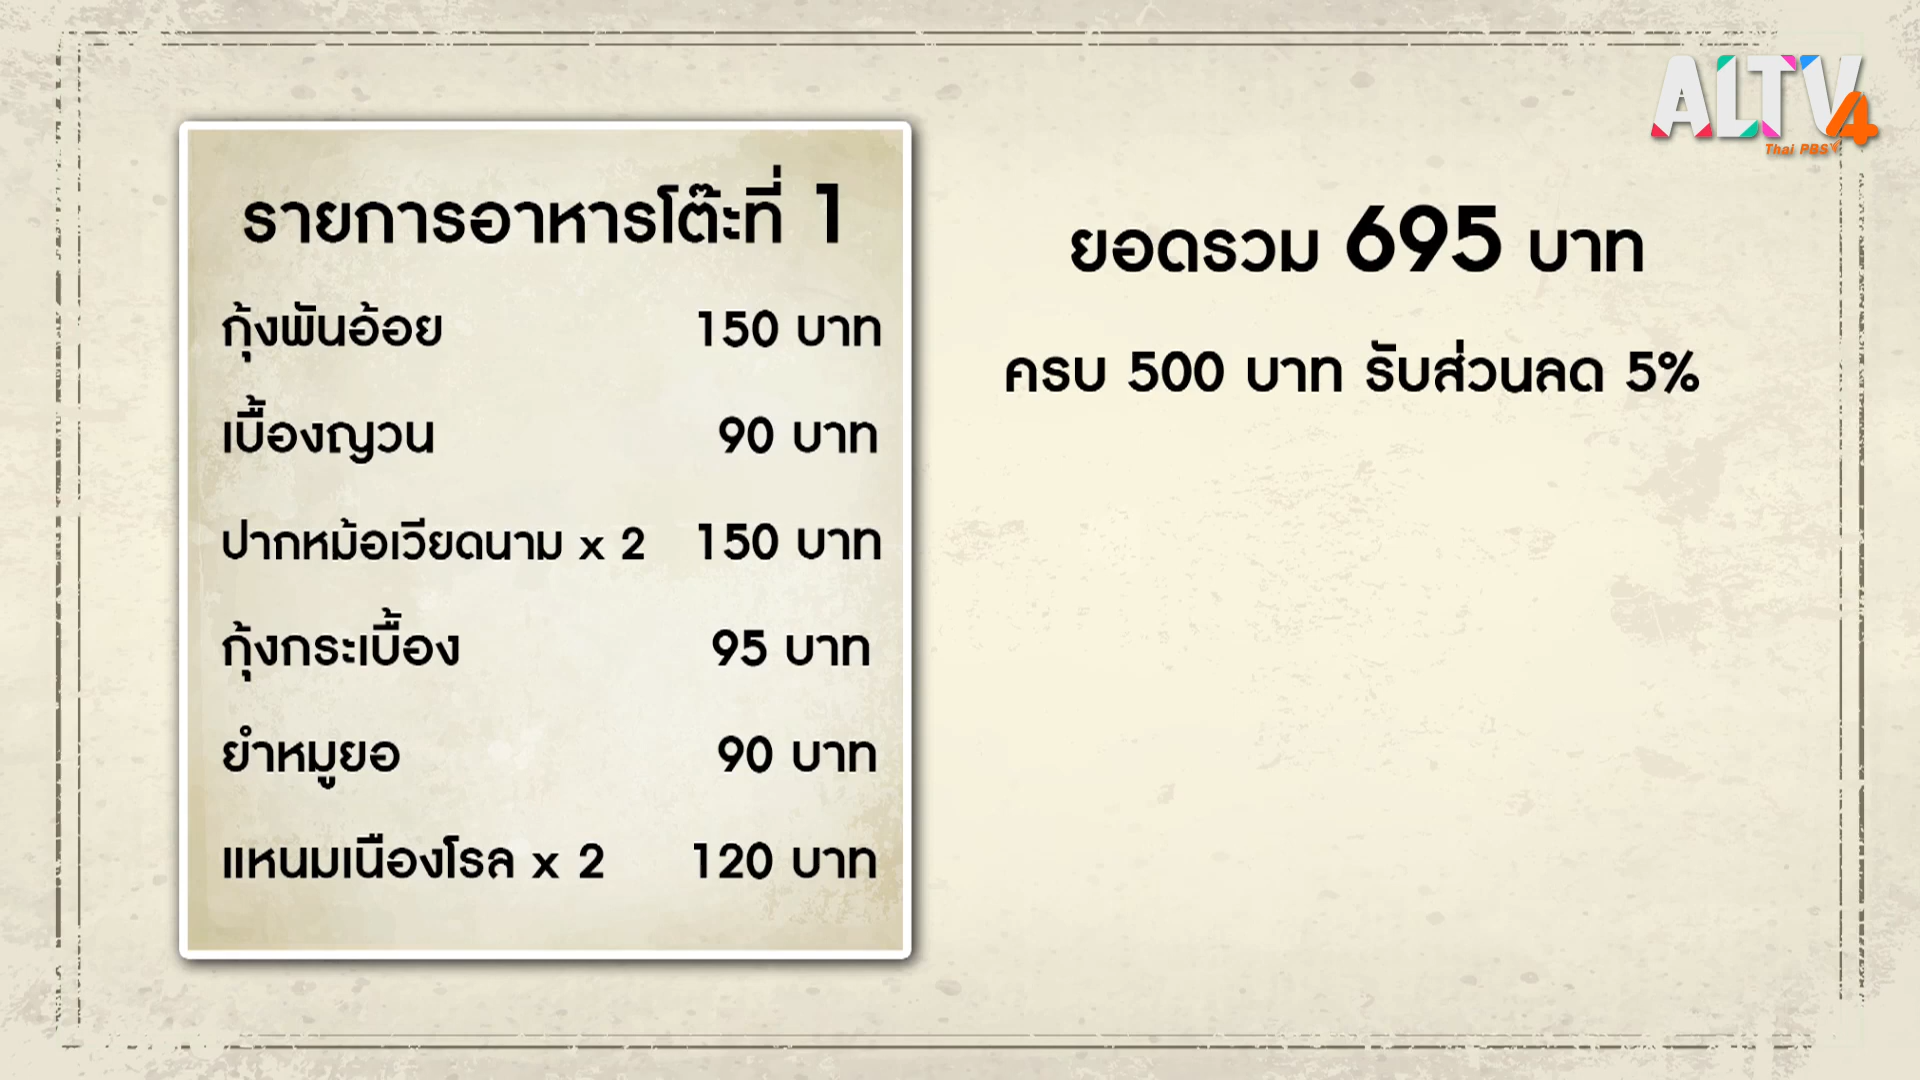 ALTV4
Thai PBS
รายการอาหารโต๊ะที่ 1
กุ้งพันอ้อย 150 บาท
เบื้องญวน 90 บาท
ปากหม้อเวียดนาม x 2 150 บาท
กุ้งกระเบื้อง 95 บาท
ยำหมูยอ 90 บาท
แหนมเนืองโรล x 2 120 บาท
ยอดรวม 695 บาท
ครบ 500 บาท รับส่วนลด 5%